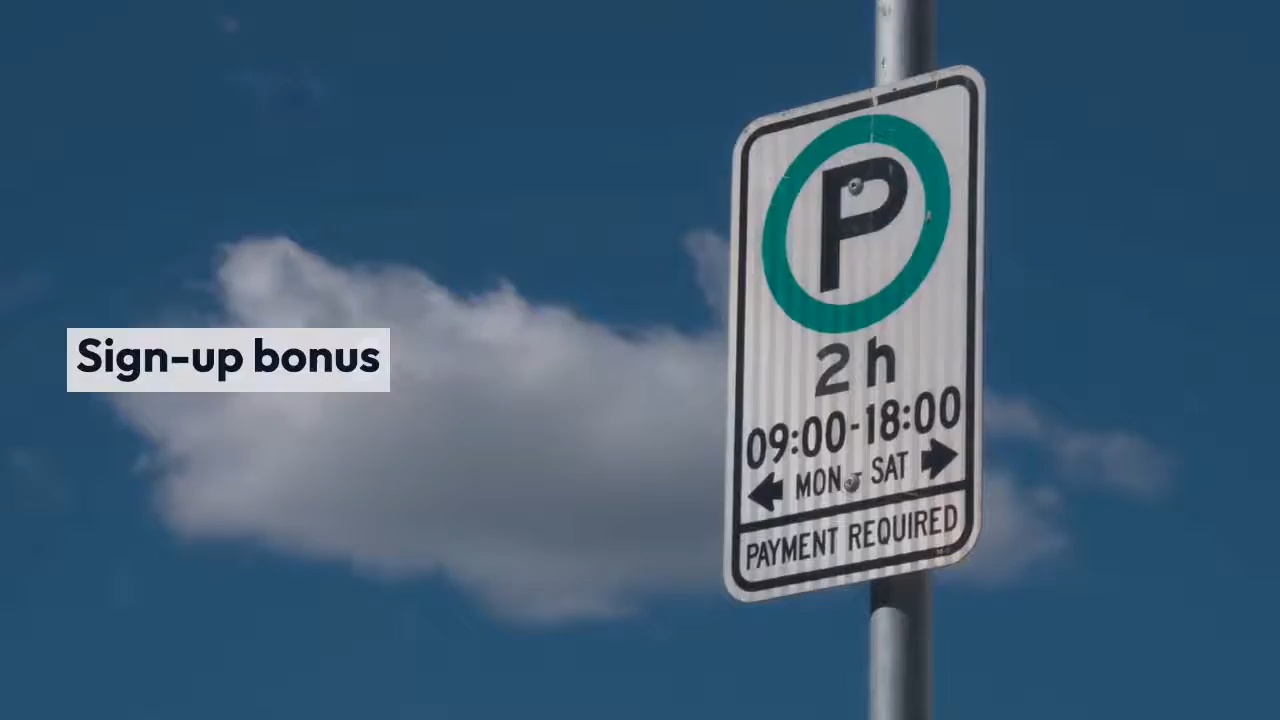 Sign-up bonus
P
2 h
09:00-18:00
MON - SAT
PAYMENT REQUIRED